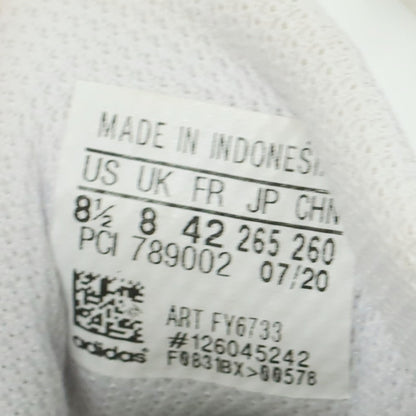 MADE IN INDONESIA
US UK FR JP CHN
8½ 8 42 265 260
PCI 789002 07/20
ART FY6733
#126045242
adidas F0831BX>00578